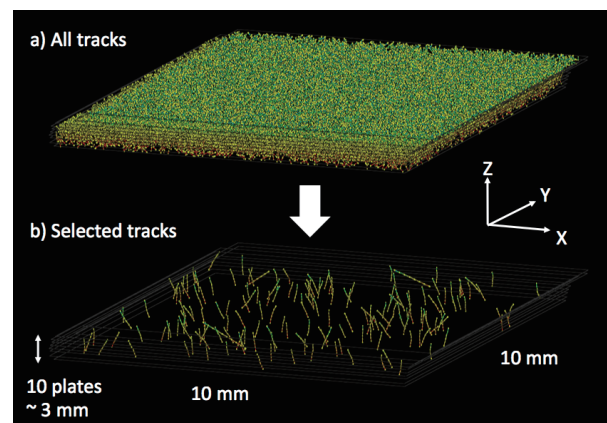 a) All tracks
Z
Y
X
b) Selected tracks
10 mm
10 mm
10 plates
~ 3 mm